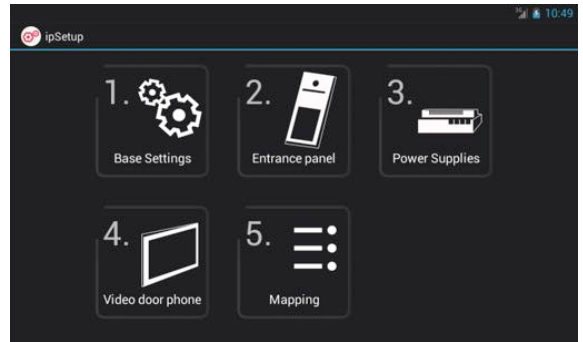 10:49
ipSetup
1.
Base Settings
2.
Entrance panel
3.
Power Supplies
4.
Video door phone
5.
Mapping